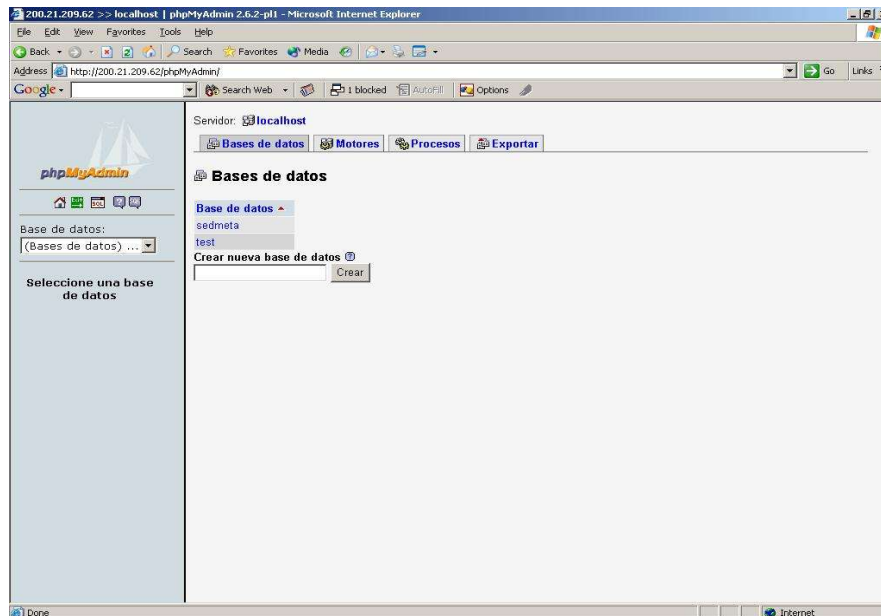 200.21.209.62 >> localhost | phpMyAdmin 2.6.2-pl1 - Microsoft Internet Explorer
File Edit View Favorites Tools Help
Back Search Favorites Media
Address http://200.21.209.62/phpMyAdmin/ Go Links
Google Search Web 1 blocked AutoFill Options
phpMyAdmin
Base de datos:
(Bases de datos) ...
Seleccione una base
de datos
Servidor: localhost
Bases de datos Motores Procesos Exportar
Bases de datos
Base de datos
sedmeta
test
Crear nueva base de datos
Crear
Done Internet